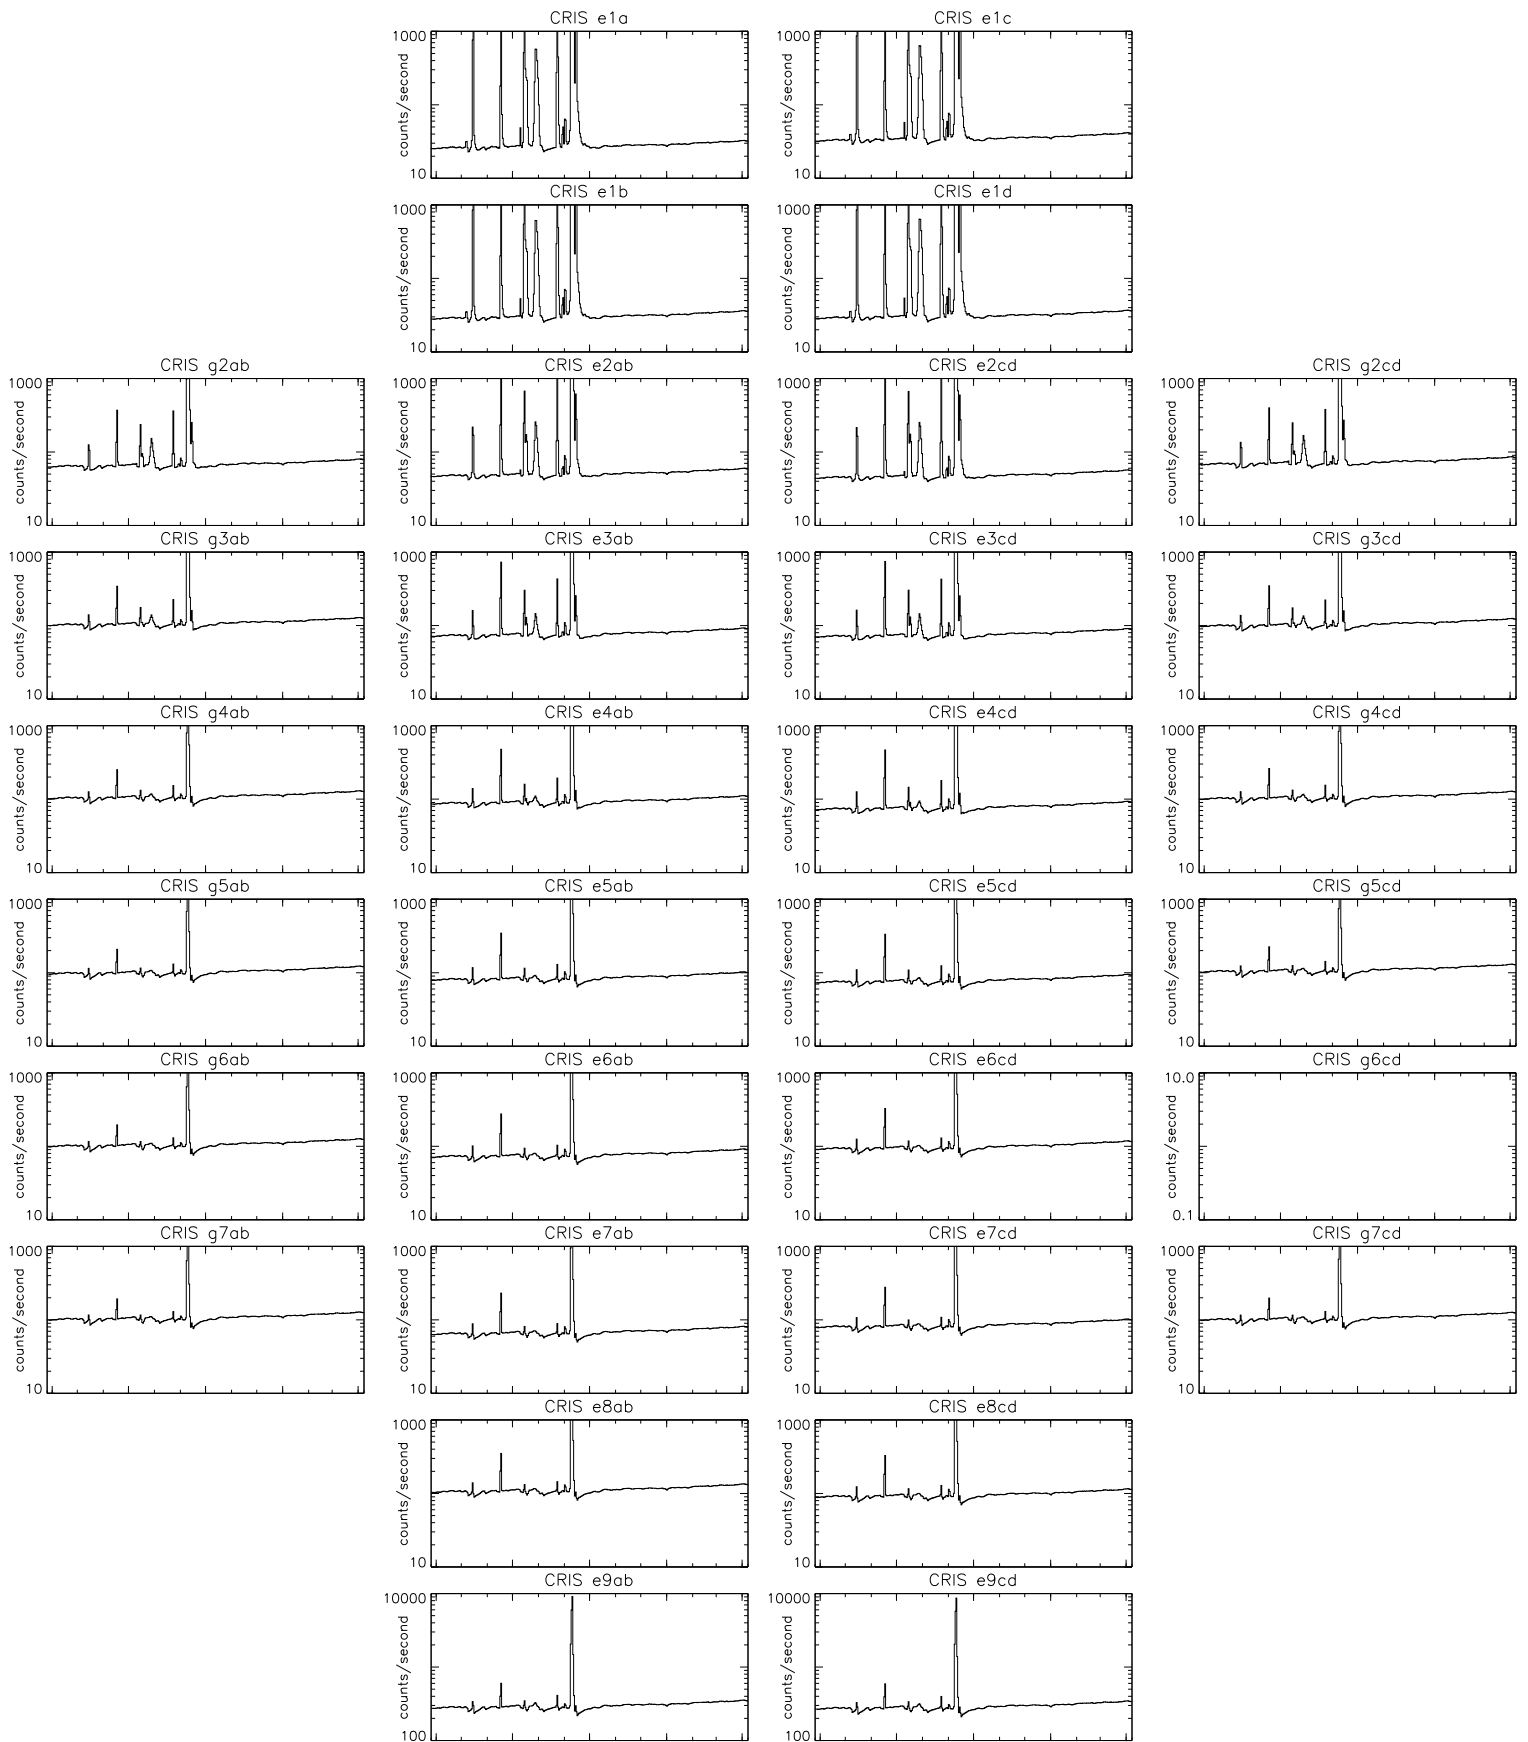 CRIS e1a
CRIS e1c
1000
counts/second
10
1000
counts/second
10
CRIS e1b
CRIS e1d
1000
counts/second
10
1000
counts/second
10
CRIS g2ab
CRIS e2ab
CRIS e2cd
CRIS g2cd
1000
counts/second
10
1000
counts/second
10
1000
counts/second
10
1000
counts/second
10
CRIS g3ab
CRIS e3ab
CRIS e3cd
CRIS g3cd
1000
counts/second
10
1000
counts/second
10
1000
counts/second
10
1000
counts/second
10
CRIS g4ab
CRIS e4ab
CRIS e4cd
CRIS g4cd
1000
counts/second
10
1000
counts/second
10
1000
counts/second
10
1000
counts/second
10
CRIS g5ab
CRIS e5ab
CRIS e5cd
CRIS g5cd
1000
counts/second
10
1000
counts/second
10
1000
counts/second
10
1000
counts/second
10
CRIS g6ab
CRIS e6ab
CRIS e6cd
CRIS g6cd
1000
counts/second
10
1000
counts/second
10
1000
counts/second
10
10.0
1.0
counts/second
0.1
CRIS g7ab
CRIS e7ab
CRIS e7cd
CRIS g7cd
1000
counts/second
10
1000
counts/second
10
1000
counts/second
10
1000
counts/second
10
CRIS e8ab
CRIS e8cd
1000
counts/second
10
1000
counts/second
10
CRIS e9ab
CRIS e9cd
10000
counts/second
100
10000
counts/second
100